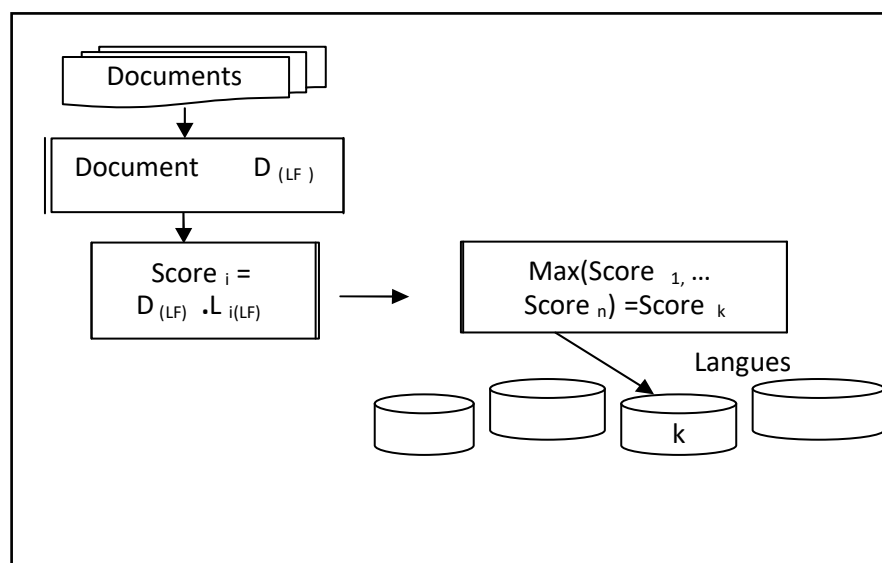 Documents
Document D (LF )
Score i =
D (LF) .L i(LF)
Max(Score 1, ...
Score n) =Score k
Langues
k